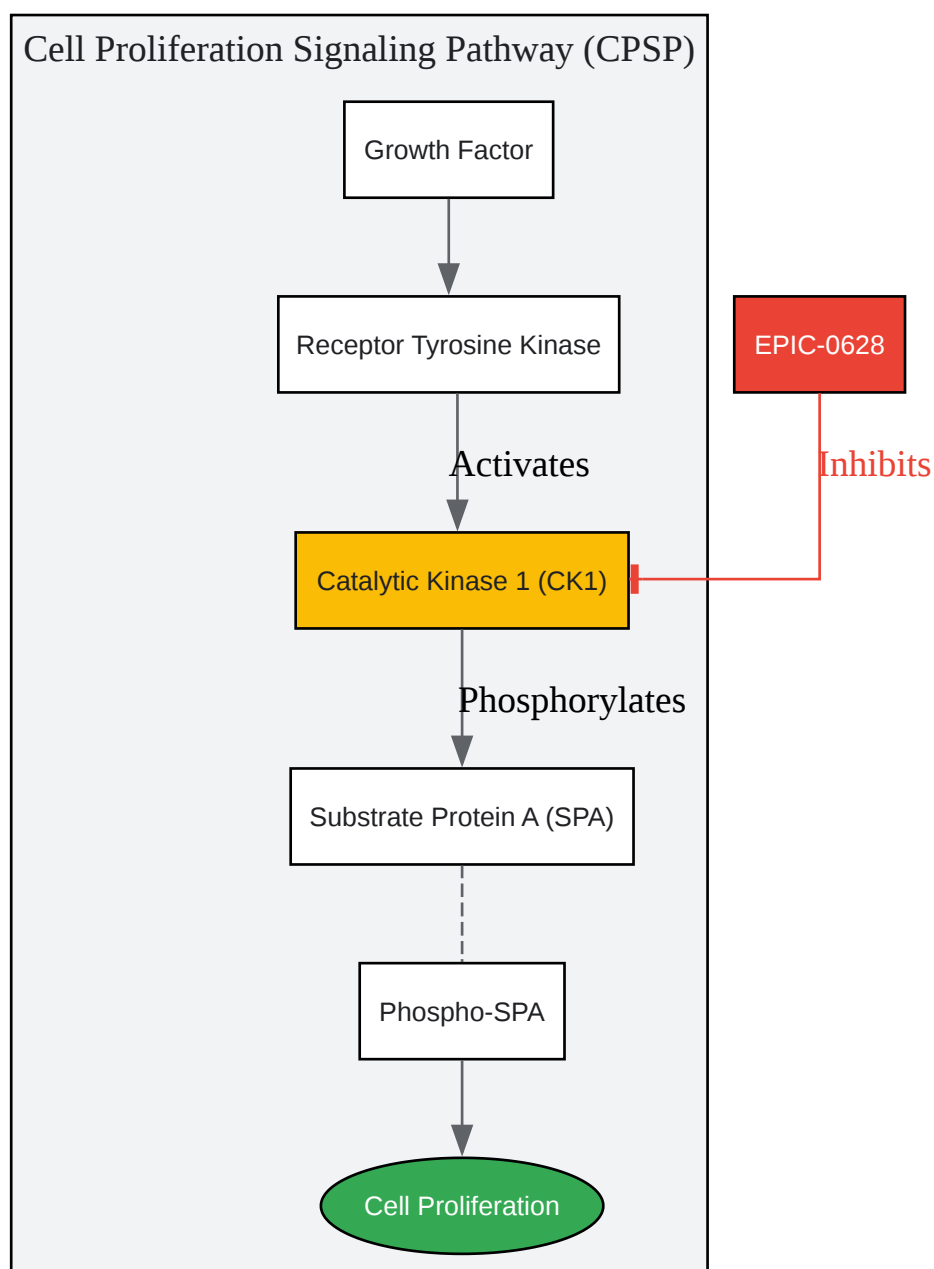 Cell Proliferation Signaling Pathway (CPSP)
Growth Factor
Receptor Tyrosine Kinase
EPIC-0628
Activates
Inhibits
Catalytic Kinase 1 (CK1)
Phosphorylates
Substrate Protein A (SPA)
Phospho-SPA
Cell Proliferation